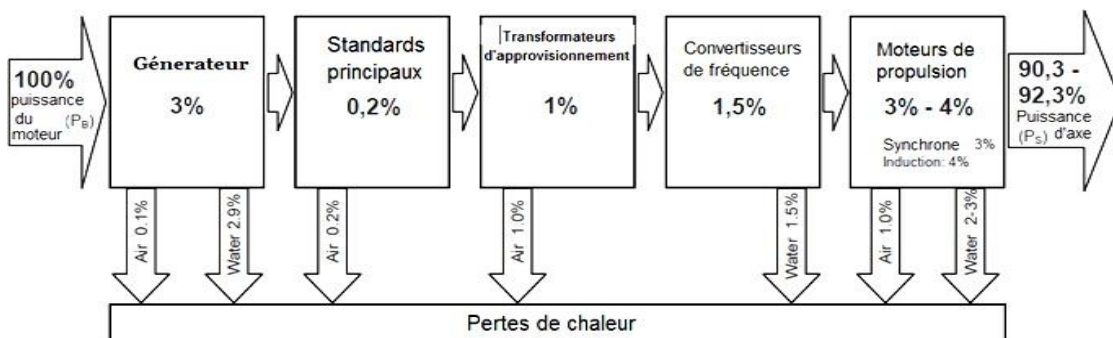 100%
puissance
du (P_B)
moteur
Génerateur
3%
Standards
principaux
0,2%
Transformateurs
d'approvisionnement
1%
Convertisseurs
de fréquence
1,5%
Moteurs de
propulsion
3% - 4%
Synchrone 3%
Induction: 4%
90,3 -
92,3%
Puissance
(P_S) d'axe
Air 0.1%
Water 2.9%
Air 0.2%
Air 1.0%
Water 1.5%
Air 1.0%
Water 2-3%
Pertes de chaleur